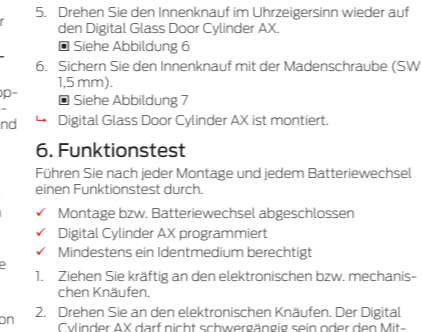 r
5. Drehen Sie den Innenknauf im Uhrzeigersinn wieder auf
den Digital Glass Door Cylinder AX.
▣ Siehe Abbildung 6
6. Sichern Sie den Innenknauf mit der Madenschraube (SW
1,5 mm).
▣ Siehe Abbildung 7
↳ Digital Glass Door Cylinder AX ist montiert.
op-
nd
6. Funktionstest
Führen Sie nach jeder Montage und jedem Batteriewechsel
einen Funktionstest durch.
✓ Montage bzw. Batteriewechsel abgeschlossen
✓ Digital Cylinder AX programmiert
✓ Mindestens ein Identmedium berechtigt
e
1. Ziehen Sie kräftig an den elektronischen bzw. mechanis-
chen Knäufen.
on
2. Drehen Sie an den elektronischen Knäufen. Der Digital
Cylinder AX darf nicht schwergängig sein oder den Mit-